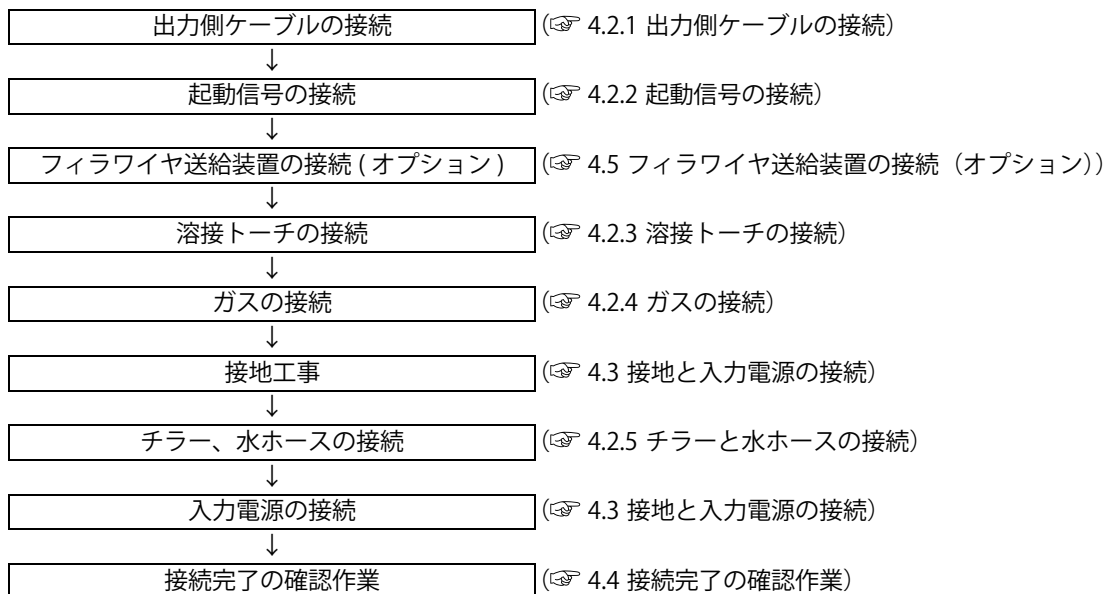 出力側ケーブルの接続 (☞ 4.2.1 出力側ケーブルの接続)
↓
起動信号の接続 (☞ 4.2.2 起動信号の接続)
↓
フィラワイヤ送給装置の接続 ( オプション ) (☞ 4.5 フィラワイヤ送給装置の接続（オプション）)
↓
溶接トーチの接続 (☞ 4.2.3 溶接トーチの接続)
↓
ガスの接続 (☞ 4.2.4 ガスの接続)
↓
接地工事 (☞ 4.3 接地と入力電源の接続)
↓
チラー、水ホースの接続 (☞ 4.2.5 チラーと水ホースの接続)
↓
入力電源の接続 (☞ 4.3 接地と入力電源の接続)
↓
接続完了の確認作業 (☞ 4.4 接続完了の確認作業)